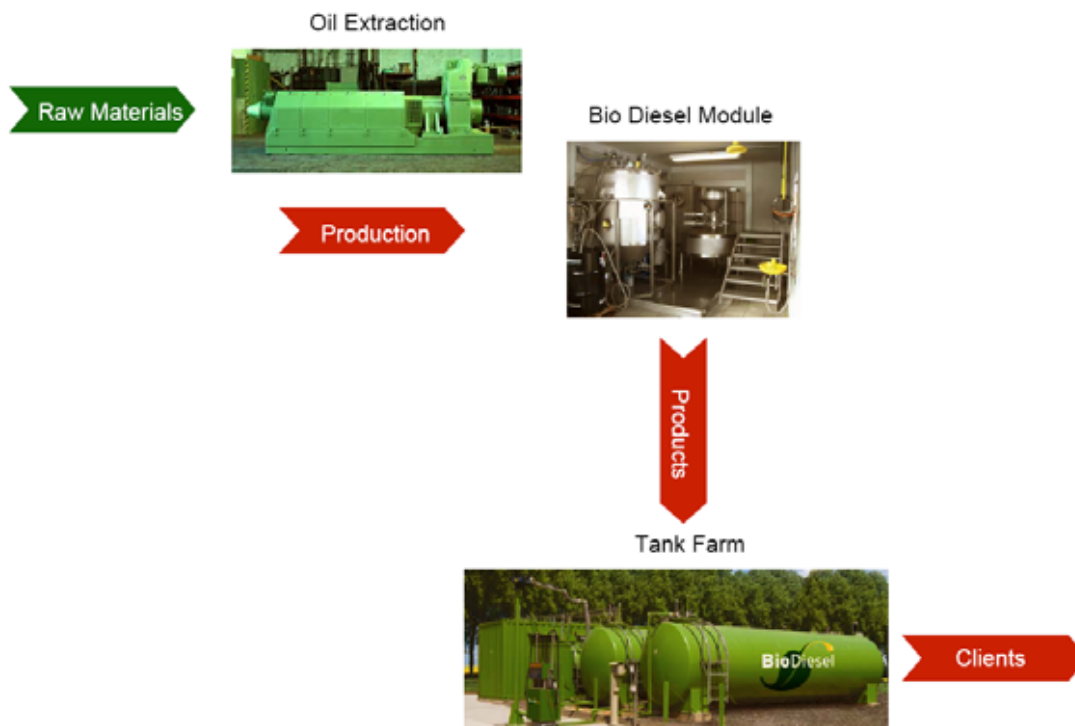 Oil Extraction
Raw Materials
Bio Diesel Module
Production
Products
Tank Farm
BioDiesel
Clients